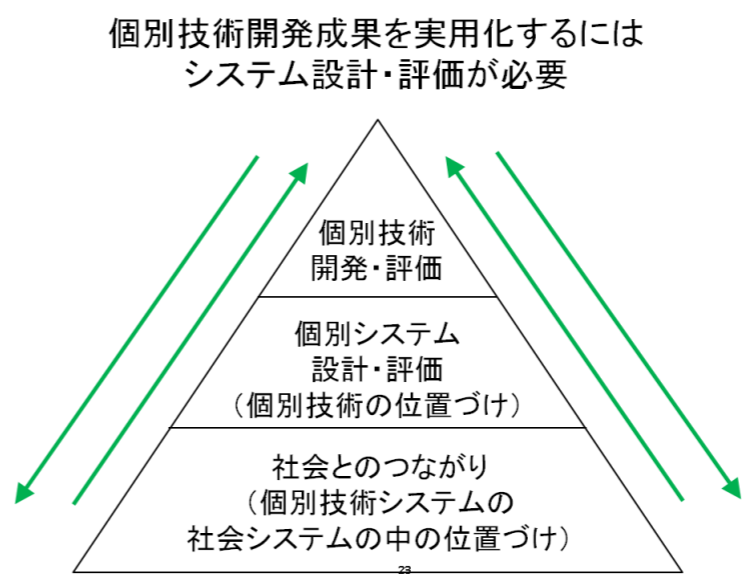 個別技術開発成果を実用化するには
システム設計・評価が必要
個別技術
開発・評価
個別システム
設計・評価
（個別技術の位置づけ）
社会とのつながり
（個別技術システムの
社会システムの中の位置づけ）
23